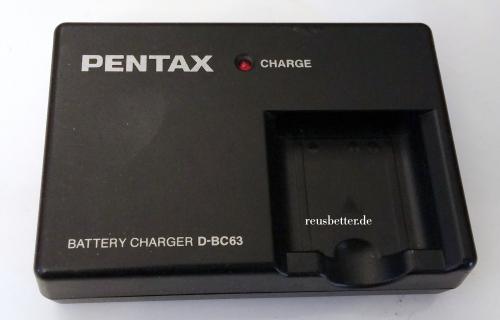 PENTAX CHARGE
reusbetter.de
BATTERY CHARGER D-BC63